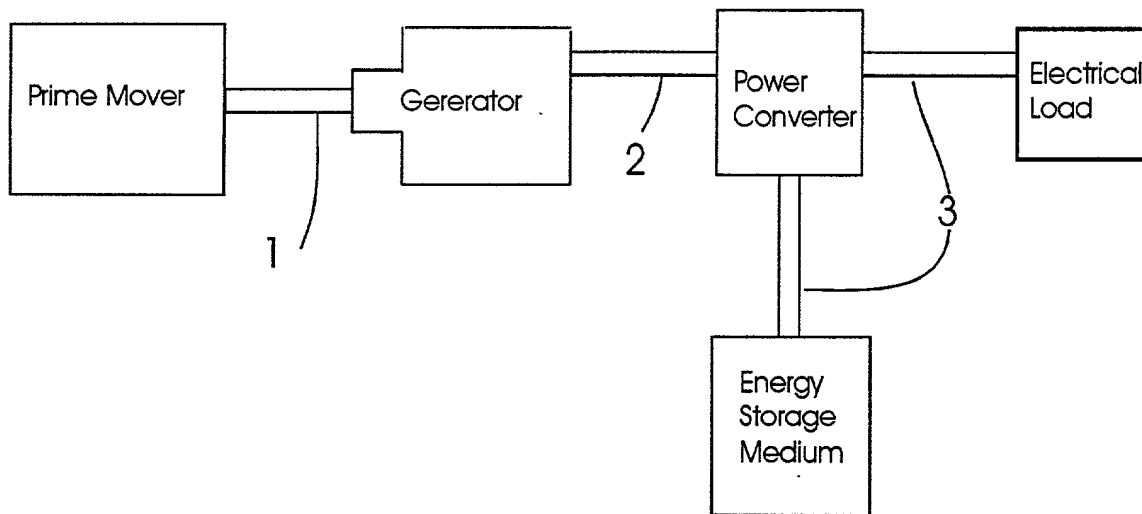 Prime Mover
Gererator
Power
Converter
Electrical
Load
1
2
3
Energy
Storage
Medium